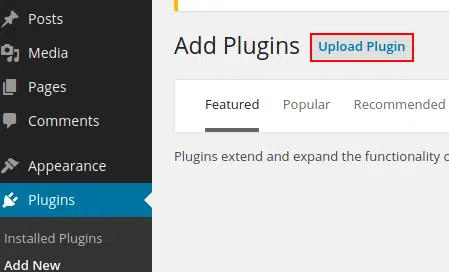 Posts
Media
Pages
Comments
Appearance
Plugins
Installed Plugins
Add New
Add Plugins Upload Plugin
Featured Popular Recommended
Plugins extend and expand the functionality